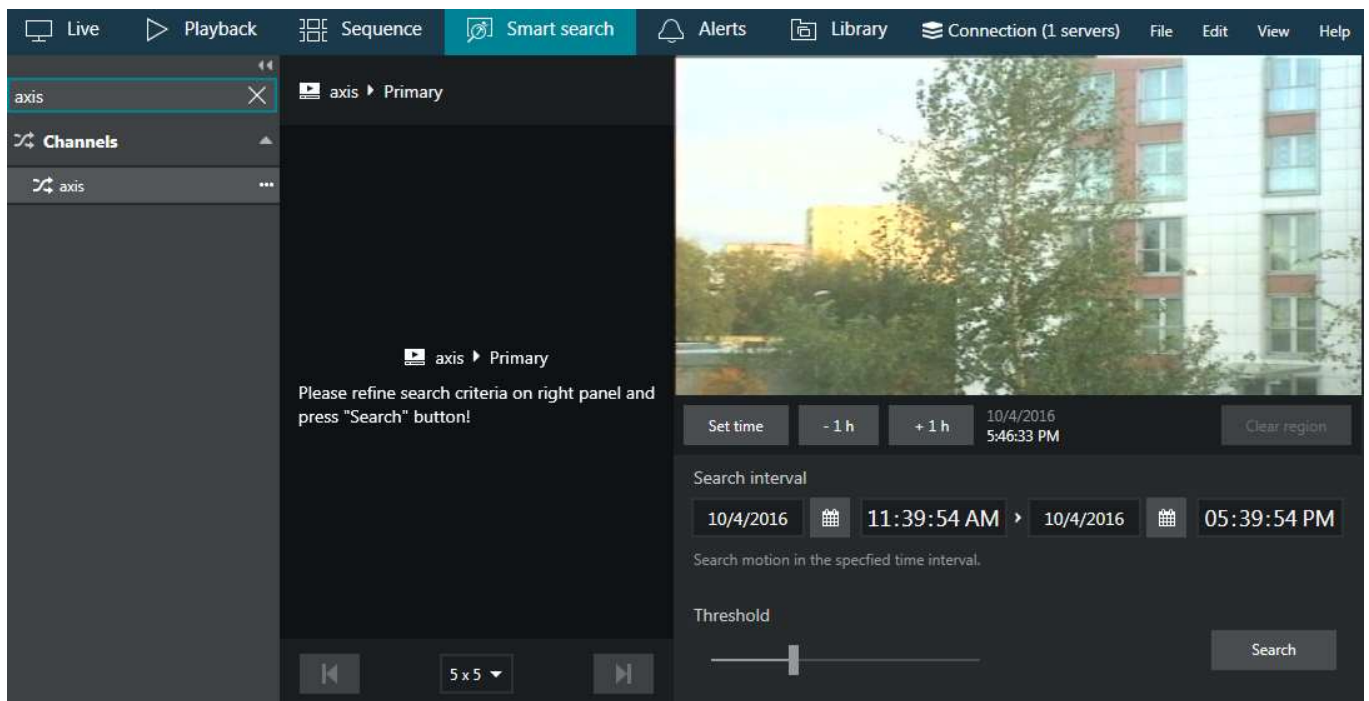 Live Playback Sequence Smart search Alerts Library Connection (1 servers) File Edit View Help
axis
Channels
axis
axis Primary
axis Primary
Please refine search criteria on right panel and
press "Search" button!
5 x 5
Set time - 1 h + 1 h 10/4/2016
5:46:33 PM
Clear region
Search interval
10/4/2016 11:39:54 AM › 10/4/2016 05:39:54 PM
Search motion in the specfied time interval.
Threshold
Search